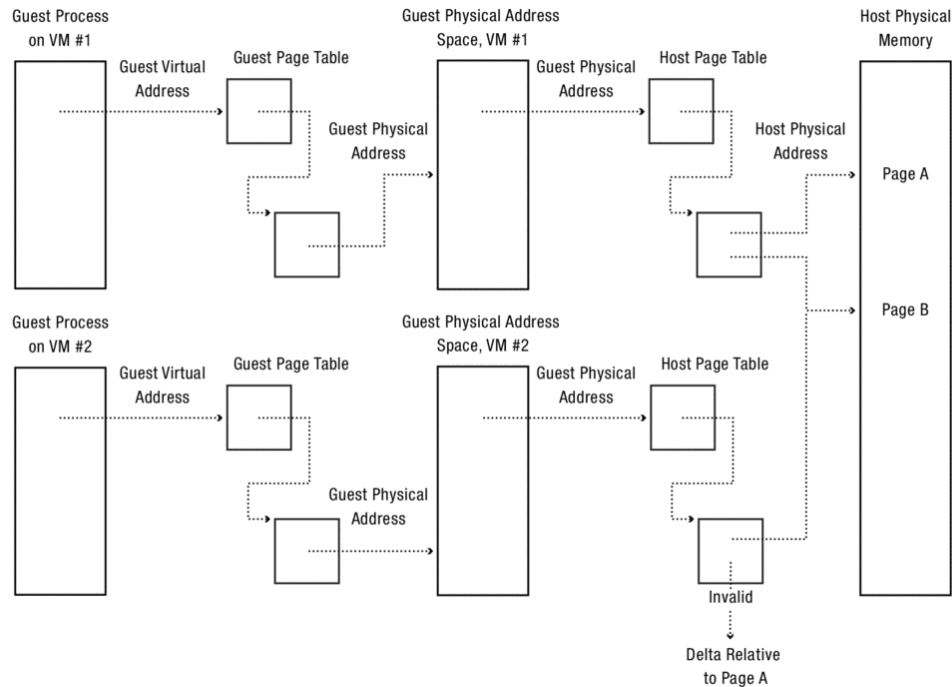 Guest Process
on VM #1
Guest Virtual
Address
Guest Page Table
Guest Physical
Address
Guest Physical Address
Space, VM #1
Guest Physical
Address
Host Page Table
Host Physical
Address
Host Physical
Memory
Page A
Page B
Guest Process
on VM #2
Guest Virtual
Address
Guest Page Table
Guest Physical
Address
Guest Physical Address
Space, VM #2
Guest Physical
Address
Host Page Table
Invalid
Delta Relative
to Page A